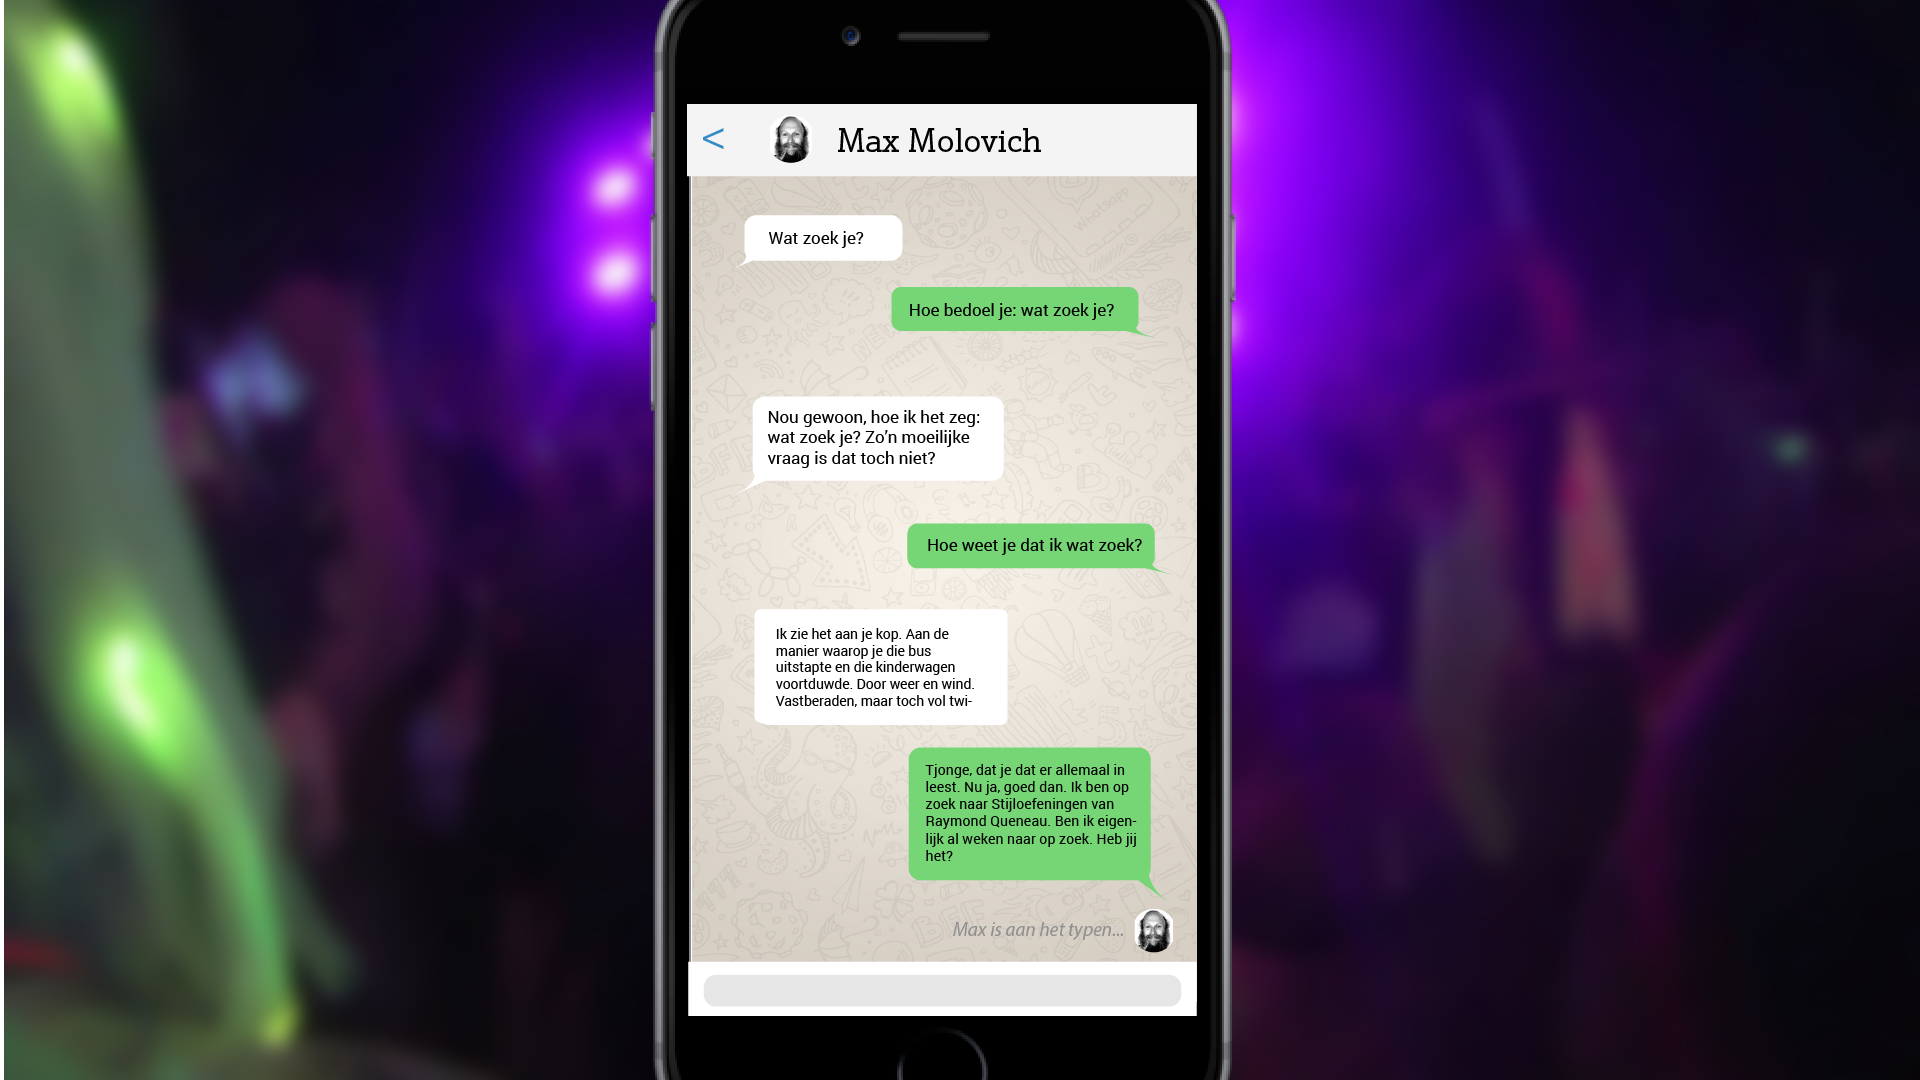 <
Max Molovich
Whatsapp
Wat zoek je?
Hoe bedoel je: wat zoek je?
Nou gewoon, hoe ik het zeg:
wat zoek je? Zo’n moeilijke
vraag is dat toch niet?
Hoe weet je dat ik wat zoek?
Ik zie het aan je kop. Aan de
manier waarop je die bus
uitstapte en die kinderwagen
voortduwde. Door weer en wind.
Vastberaden, maar toch vol twi-
Tjonge, dat je dat er allemaal in
leest. Nu ja, goed dan. Ik ben op
zoek naar Stijloefeningen van
Raymond Queneau. Ben ik eigen-
lijk al weken naar op zoek. Heb jij
het?
Max is aan het typen...